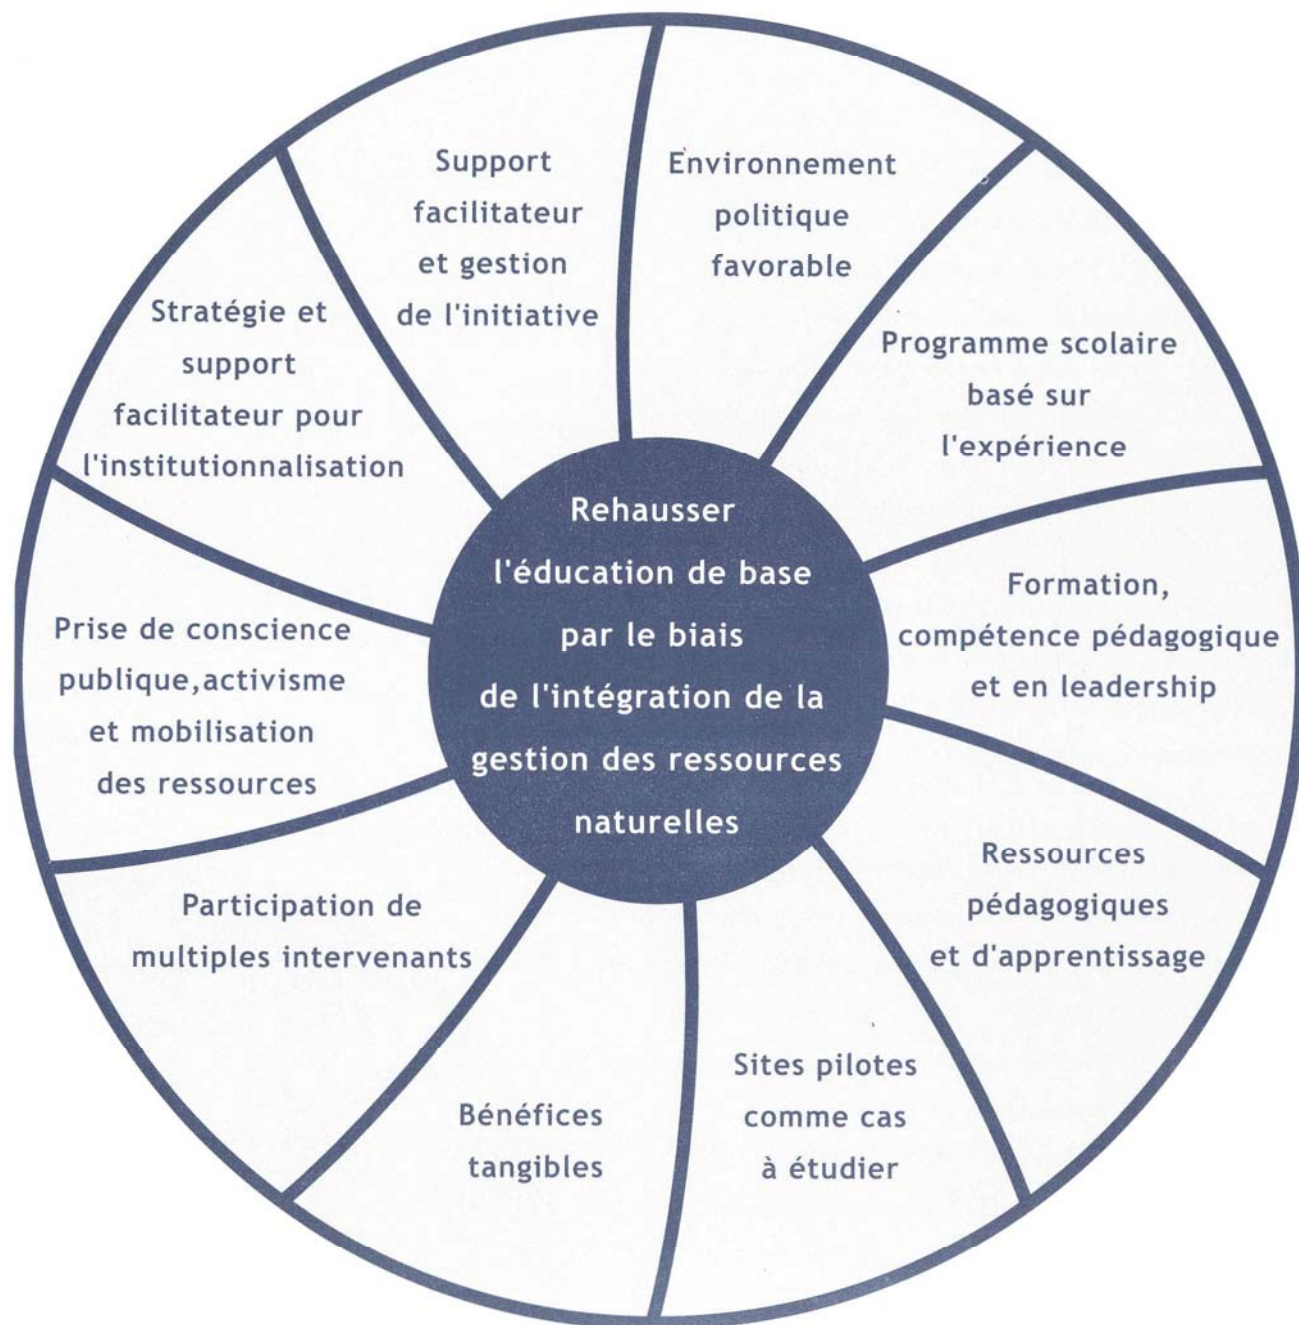 Support
facilitateur
et gestion
de l'initiative
Environnement
politique
favorable
Programme scolaire
basé sur
l'expérience
Formation,
compétence pédagogique
et en leadership
Ressources
pédagogiques
et d'apprentissage
Sites pilotes
comme cas
à étudier
Bénéfices
tangibles
Participation de
multiples intervenants
Prise de conscience
publique,activisme
et mobilisation
des ressources
Stratégie et
support
facilitateur pour
l'institutionnalisation
Rehausser
l'éducation de base
par le biais
de l'intégration de la
gestion des ressources
naturelles